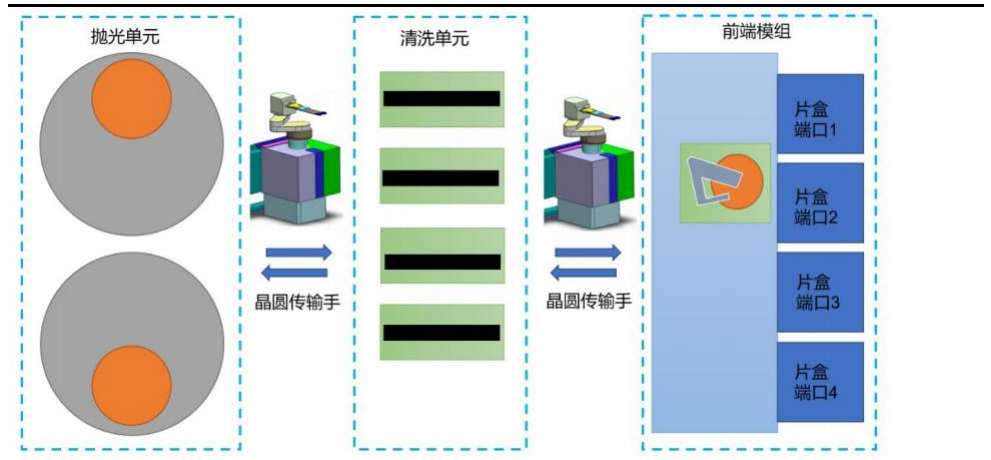 抛光单元
清洗单元
前端模组
片盒
端口1
片盒
端口2
片盒
端口3
片盒
端口4
晶圆传输手
晶圆传输手